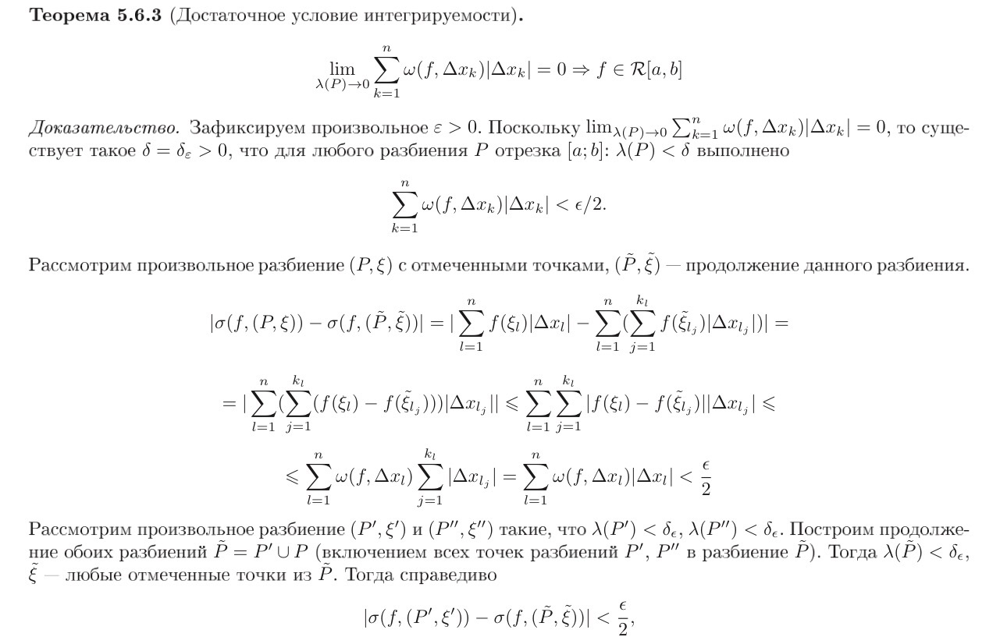 Теорема 5.6.3 (Достаточное условие интегрируемости).
$$\lim_{\lambda(P)\to 0} \sum_{k=1}^{n} \omega(f, \Delta x_k)|\Delta x_k| = 0 \Rightarrow f \in \mathcal{R}[a, b]$$
Доказательство. Зафиксируем произвольное $\varepsilon > 0$. Поскольку $\lim_{\lambda(P)\to 0} \sum_{k=1}^{n} \omega(f, \Delta x_k)|\Delta x_k| = 0$, то суще-
ствует такое $\delta = \delta_\varepsilon > 0$, что для любого разбиения $P$ отрезка $[a; b]$: $\lambda(P) < \delta$ выполнено
$$\sum_{k=1}^{n} \omega(f, \Delta x_k)|\Delta x_k| < \epsilon/2.$$
Рассмотрим произвольное разбиение $(P, \xi)$ с отмеченными точками, $(\tilde{P}, \tilde{\xi})$ — продолжение данного разбиения.
$$|\sigma(f, (P, \xi)) - \sigma(f, (\tilde{P}, \tilde{\xi}))| = |\sum_{l=1}^{n} f(\xi_l)|\Delta x_l| - \sum_{l=1}^{n} (\sum_{j=1}^{k_l} f(\tilde{\xi}_{l_j})|\Delta x_{l_j}|)| =$$
$$= |\sum_{l=1}^{n} (\sum_{j=1}^{k_l} (f(\xi_l) - f(\tilde{\xi}_{l_j})))|\Delta x_{l_j}|| \leqslant \sum_{l=1}^{n} \sum_{j=1}^{k_l} |f(\xi_l) - f(\tilde{\xi}_{l_j})||\Delta x_{l_j}| \leqslant$$
$$\leqslant \sum_{l=1}^{n} \omega(f, \Delta x_l) \sum_{j=1}^{k_l} |\Delta x_{l_j}| = \sum_{l=1}^{n} \omega(f, \Delta x_l)|\Delta x_l| < \frac{\epsilon}{2}$$
Рассмотрим произвольное разбиение $(P', \xi')$ и $(P'', \xi'')$ такие, что $\lambda(P') < \delta_\epsilon$, $\lambda(P'') < \delta_\epsilon$. Построим продолже-
ние обоих разбиений $\tilde{P} = P' \cup P$ (включением всех точек разбиений $P'$, $P''$ в разбиение $\tilde{P}$). Тогда $\lambda(\tilde{P}) < \delta_\epsilon$,
$\tilde{\xi}$ — любые отмеченные точки из $\tilde{P}$. Тогда справедиво
$$|\sigma(f, (P', \xi')) - \sigma(f, (\tilde{P}, \tilde{\xi}))| < \frac{\epsilon}{2},$$